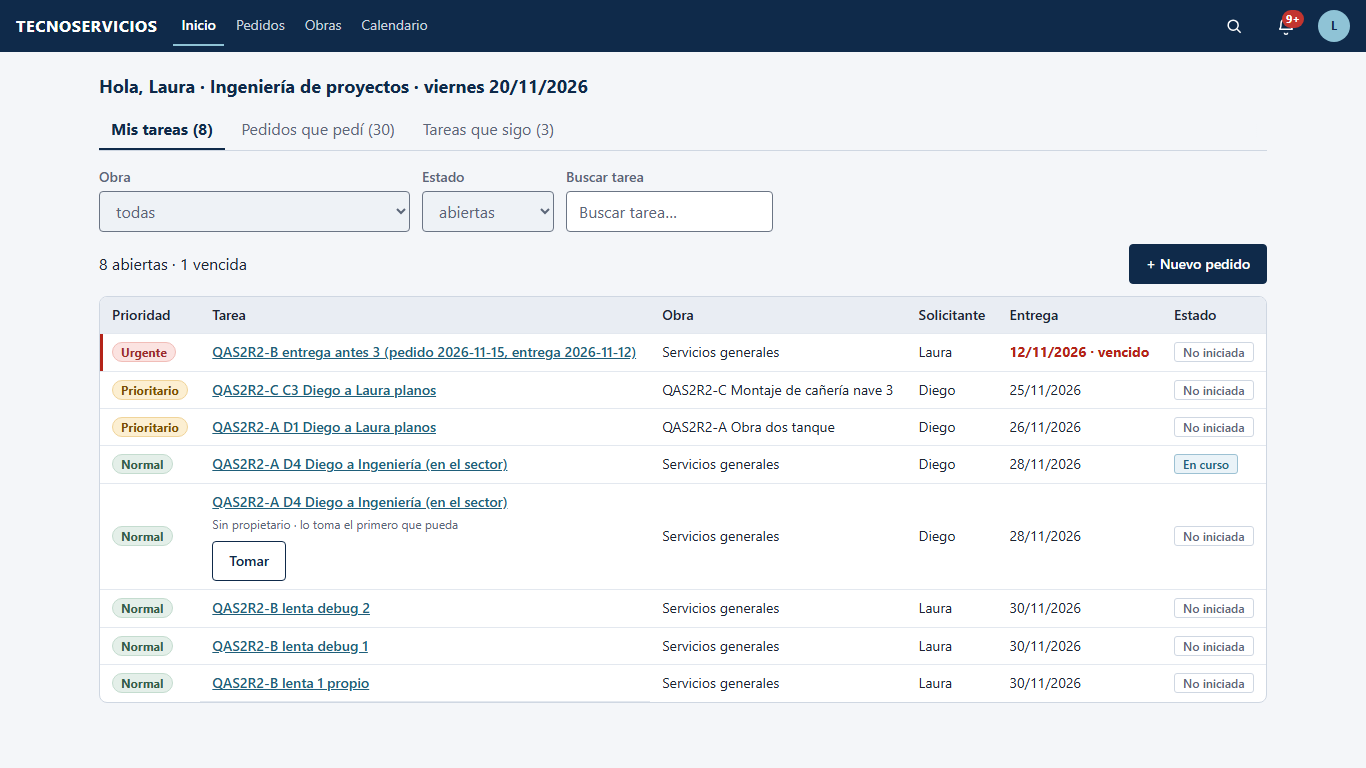 TECNOSERVICIOS Inicio Pedidos Obras Calendario 9+ L
Hola, Laura · Ingeniería de proyectos · viernes 20/11/2026
Mis tareas (8) Pedidos que pedí (30) Tareas que sigo (3)
Obra Estado Buscar tarea
todas abiertas Buscar tarea...
8 abiertas · 1 vencida + Nuevo pedido
Prioridad Tarea Obra Solicitante Entrega Estado
Urgente QAS2R2-B entrega antes 3 (pedido 2026-11-15, entrega 2026-11-12) Servicios generales Laura 12/11/2026 · vencido No iniciada
Prioritario QAS2R2-C C3 Diego a Laura planos QAS2R2-C Montaje de cañería nave 3 Diego 25/11/2026 No iniciada
Prioritario QAS2R2-A D1 Diego a Laura planos QAS2R2-A Obra dos tanque Diego 26/11/2026 No iniciada
Normal QAS2R2-A D4 Diego a Ingeniería (en el sector) Servicios generales Diego 28/11/2026 En curso
QAS2R2-A D4 Diego a Ingeniería (en el sector)
Sin propietario · lo toma el primero que pueda
Normal Servicios generales Diego 28/11/2026 No iniciada
Tomar
Normal QAS2R2-B lenta debug 2 Servicios generales Laura 30/11/2026 No iniciada
Normal QAS2R2-B lenta debug 1 Servicios generales Laura 30/11/2026 No iniciada
Normal QAS2R2-B lenta 1 propio Servicios generales Laura 30/11/2026 No iniciada